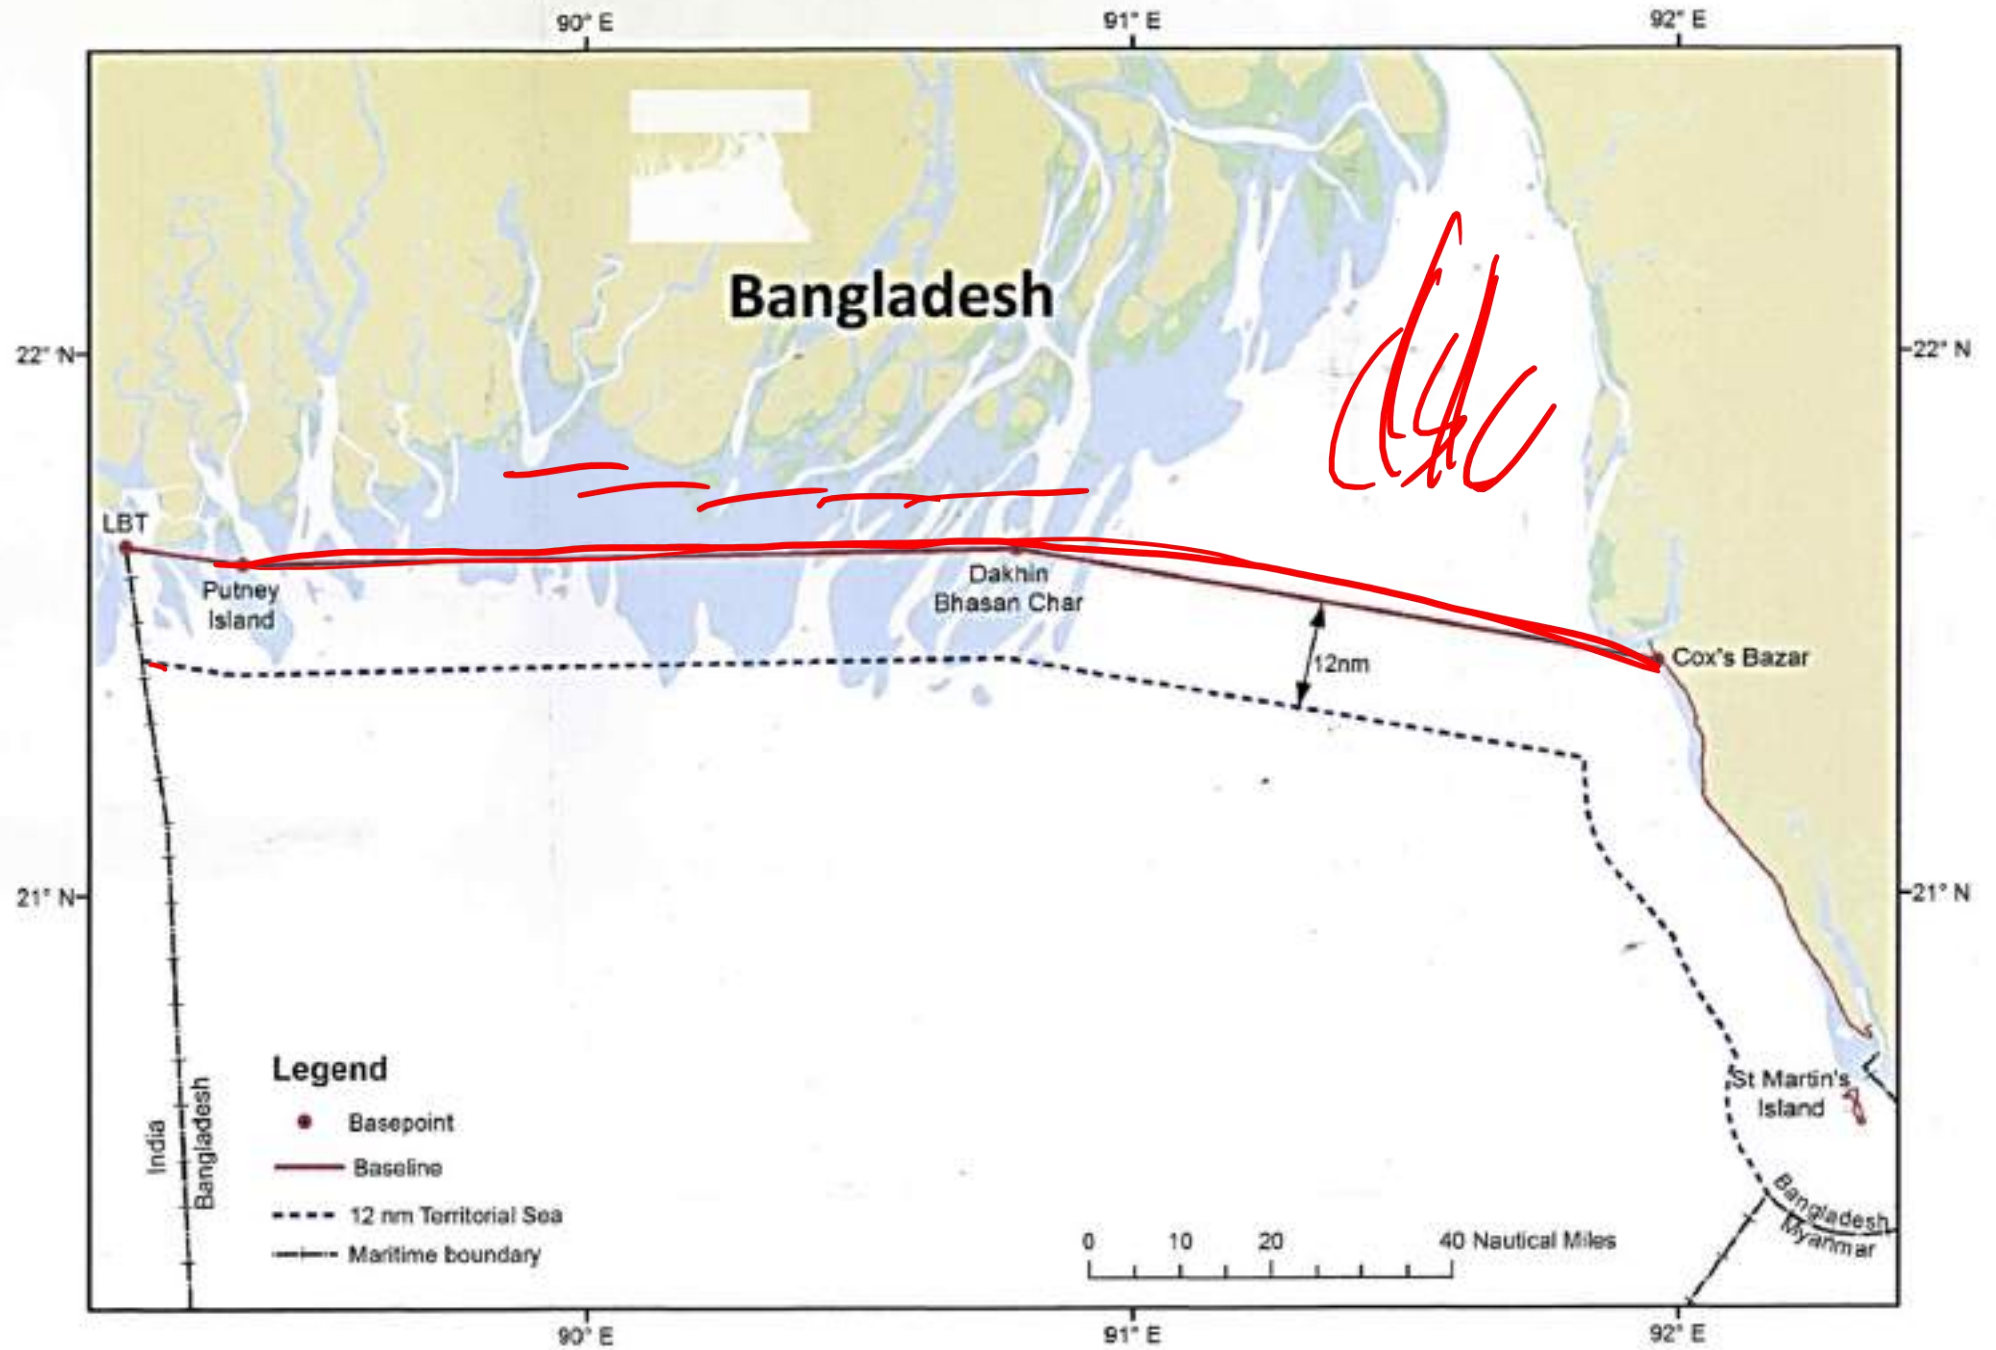 90° E
91° E
92° E
Bangladesh
22° N
22° N
LBT
Putney
Island
Dakhin
Bhasan Char
12nm
Cox's Bazar
21° N
21° N
Legend
Basepoint
Baseline
12 nm Territorial Sea
Maritime boundary
India
Bangladesh
St Martin's
Island
Bangladesh
Myanmar
0 10 20 40 Nautical Miles
90° E
91° E
92° E